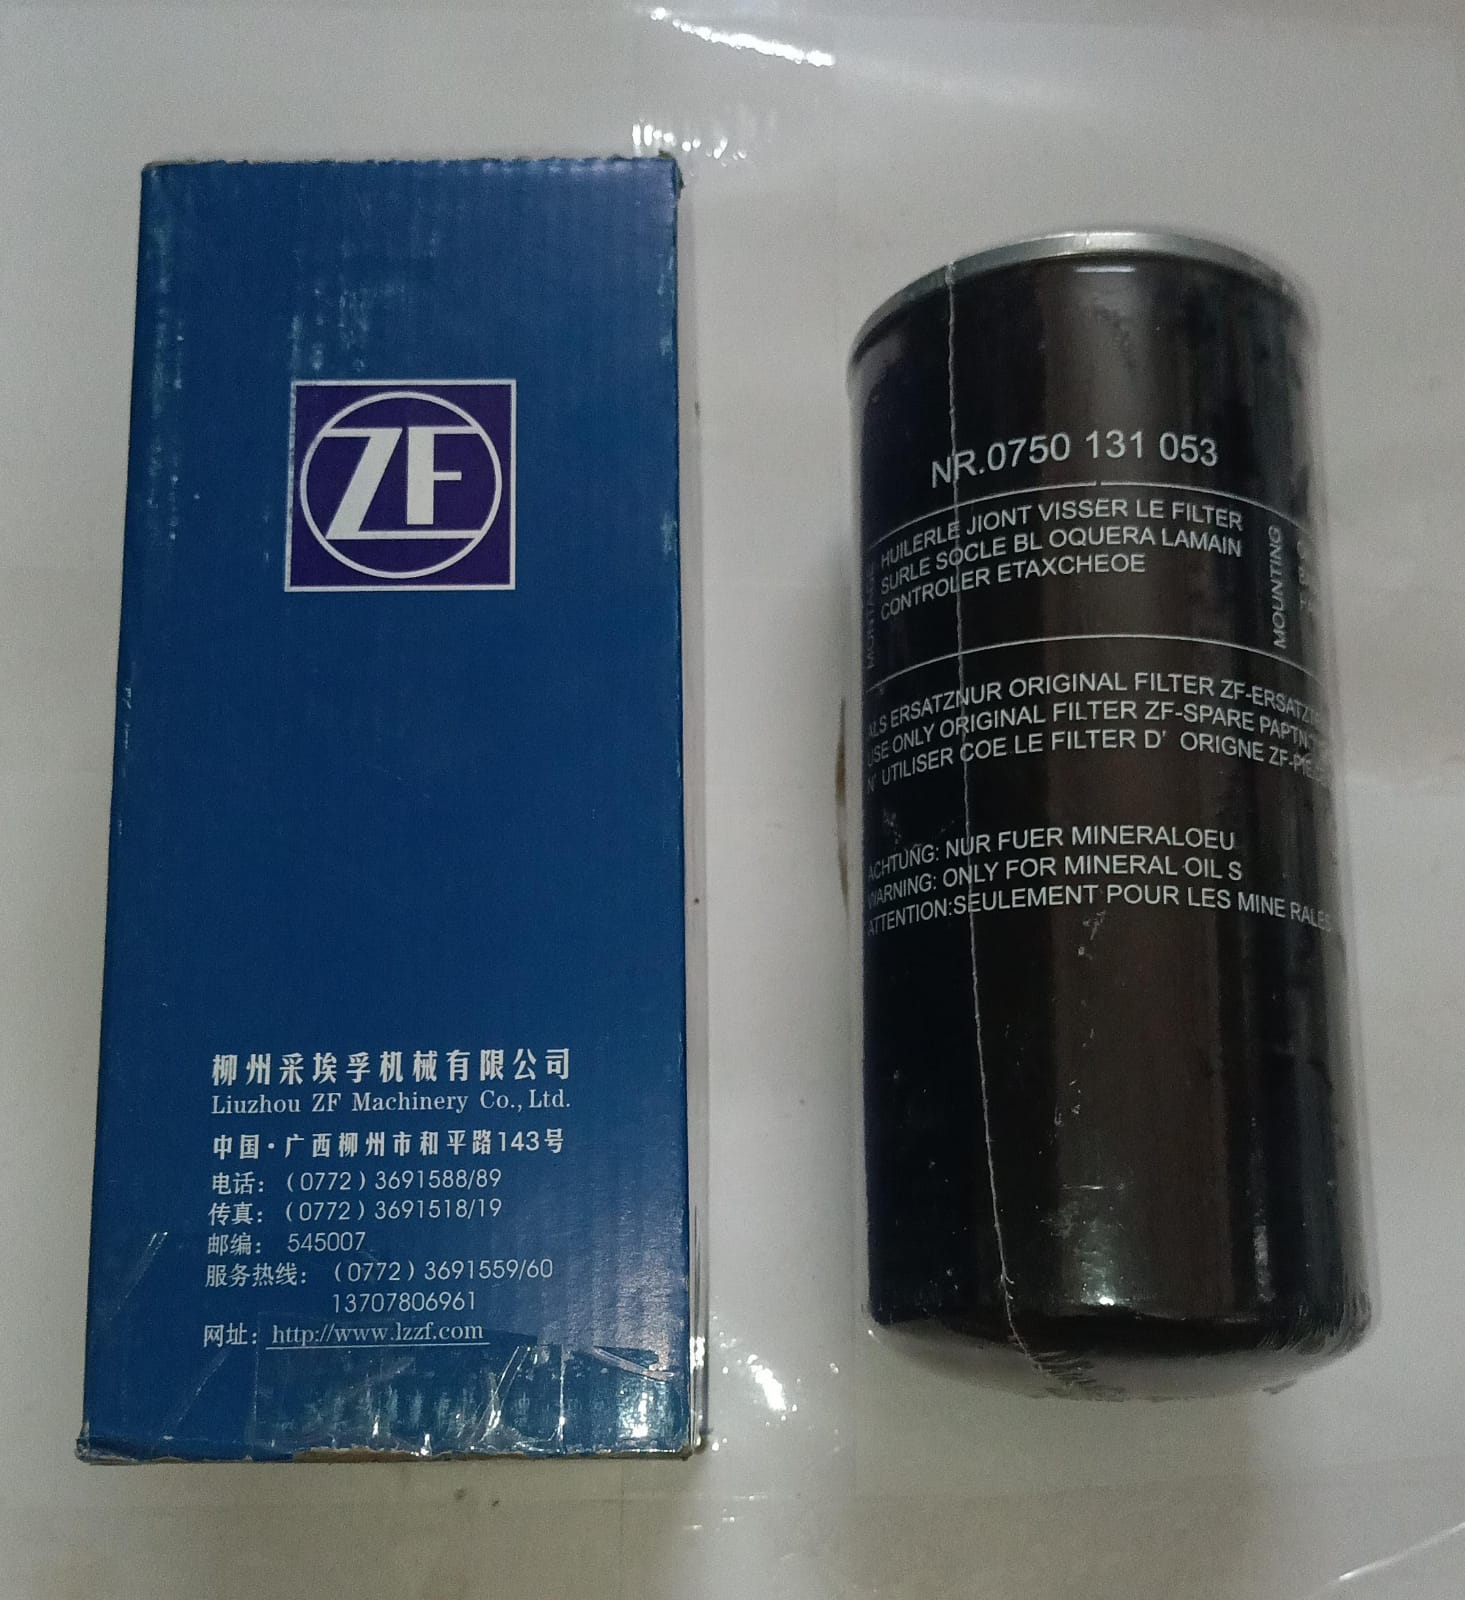 ZF
柳州采埃孚机械有限公司
Liuzhou ZF Machinery Co., Ltd.
中国·广西柳州市和平路143号
电话：(0772) 3691588/89
传真：(0772) 3691518/19
邮编： 545007
服务热线： (0772) 3691559/60
13707806961
网址：http://www.lzzf.com
NR.0750 131 053
HUILERLE JIONT VISSER LE FILTER
SURLE SOCLE BL OQUERA LAMAIN
CONTROLER ETAXCHEOE
MOUNTING
ALS ERSATZNUR ORIGINAL FILTER
USE ONLY ORIGINAL FILTER ZF-SPARE
N' UTILISER COE LE FILTER D' ORIGNE
ACHTUNG: NUR FUER MINERALOEU
WARNING: ONLY FOR MINERAL OIL S
ATTENTION:SEULEMENT POUR LES MINE RALES